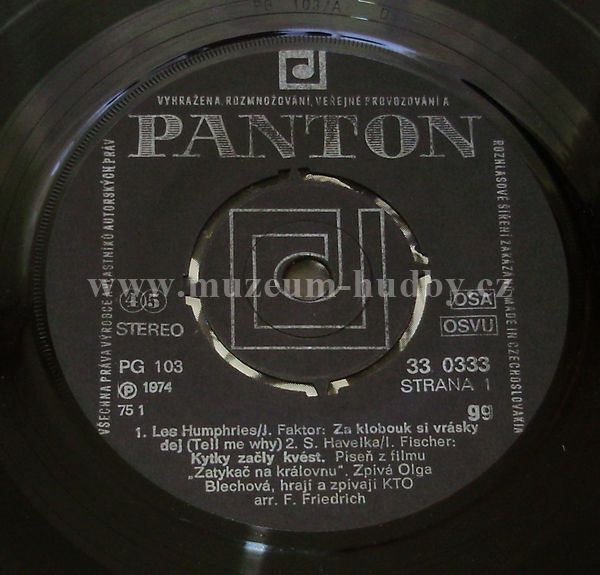 PG 103/A
VYHRAŽENA. ROZMNOŽOVÁNÍ, VEŘEJNÉ PROVOZOVÁNÍ A
PANTON
VŠECHNA PRÁVA VÝROBCE A VLASTNÍKŮ AUTORSKÝCH PRÁV
ROZHLASOVÉ ŠÍŘENÍ ZAKÁZÁNO MADE IN CZECHOSLOVAKIA
www.muzeum-hudby.cz
45
STEREO
OSA
OSVU
PG 103
33 0333
℗ 1974
STRANA 1
75 1
gg
1. Les Humphries/J. Faktor: Za klobouk si vrásky
dej (Tell me why) 2. S. Havelka/I. Fischer:
Kytky začly kvést. Píseň z filmu
„Zatykač na královnu". Zpívá Olga
Blechová, hrají a zpívají KTO
arr. F. Friedrich